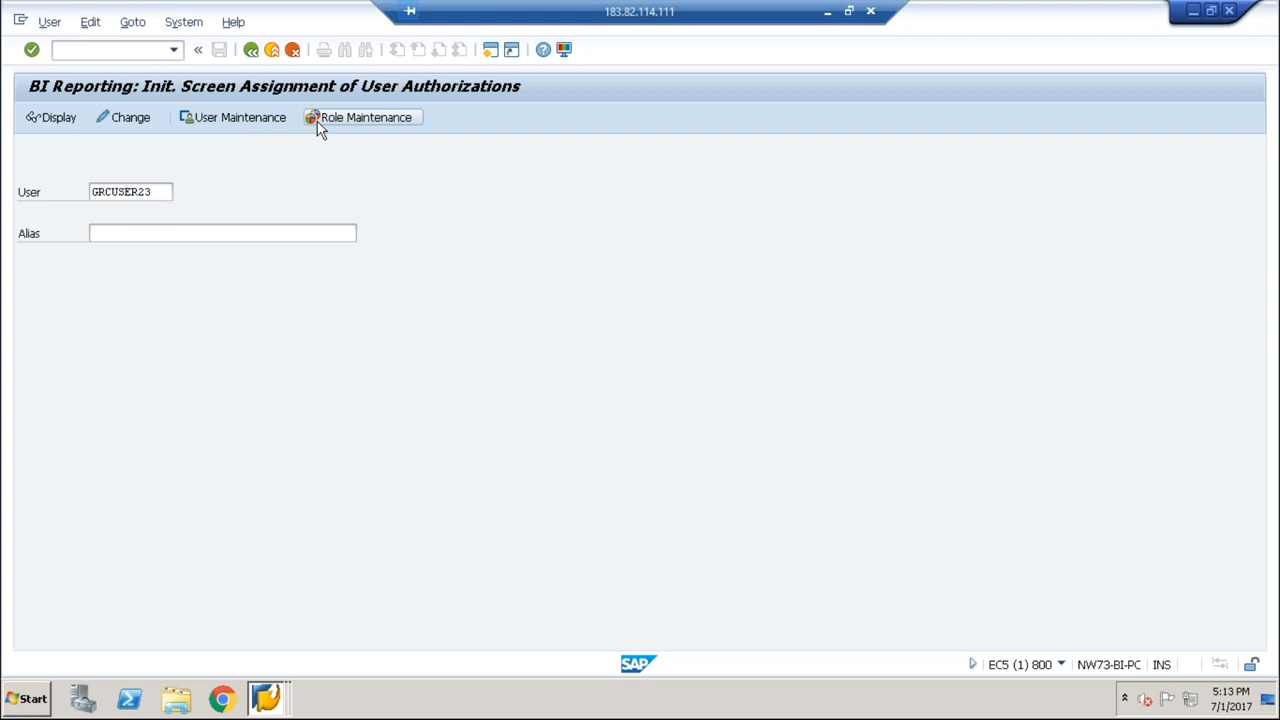 183.82.114.111
User Edit Goto System Help
BI Reporting: Init. Screen Assignment of User Authorizations
Display Change User Maintenance Role Maintenance
User GRCUSER23
Alias
SAP
EC5 (1) 800 NW73-BI-PC INS
Start
5:13 PM
7/1/2017